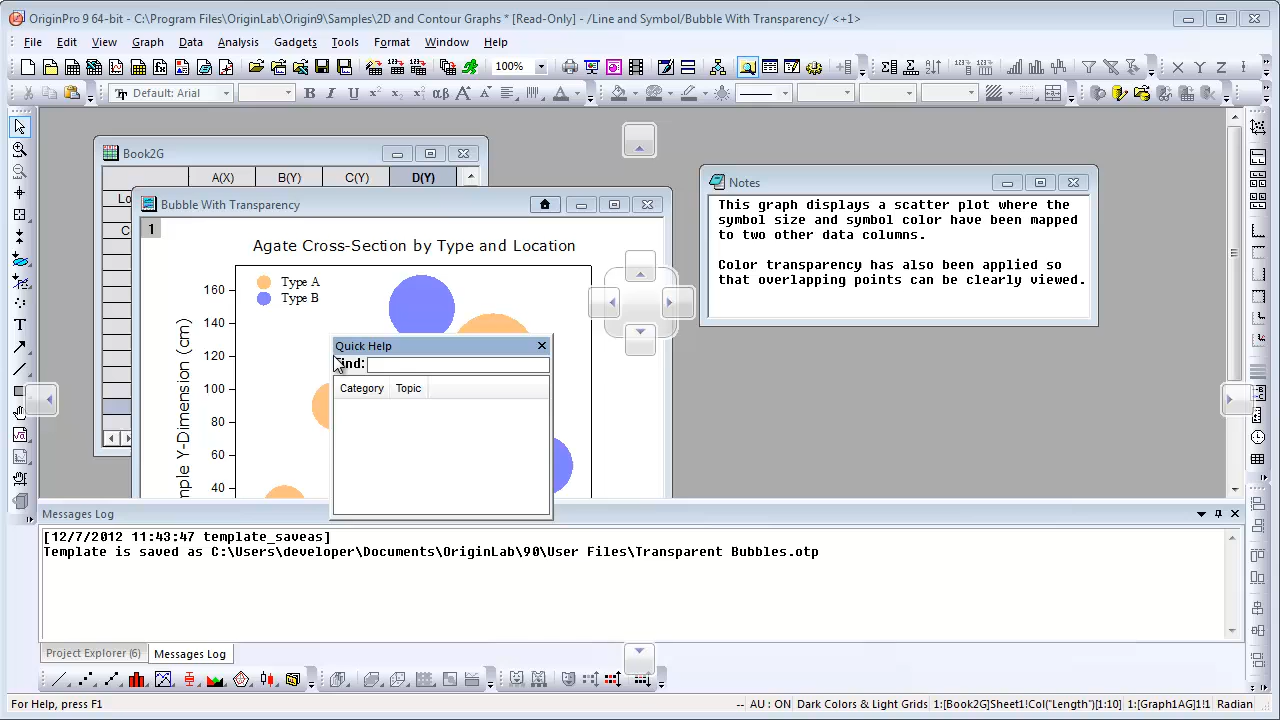 OriginPro 9 64-bit - C:\Program Files\OriginLab\Origin9\Samples\2D and Contour Graphs * [Read-Only] - /Line and Symbol/Bubble With Transparency/ <+1>
File Edit View Graph Data Analysis Gadgets Tools Format Window Help
100%
Default: Arial
Book2G
A(X) B(Y) C(Y) D(Y)
Lo
C
Bubble With Transparency
1
Agate Cross-Section by Type and Location
Type A
Type B
160
140
120
100
80
60
40
mple Y-Dimension (cm)
Quick Help
ind:
Category Topic
Notes
This graph displays a scatter plot where the
symbol size and symbol color have been mapped
to two other data columns.
Color transparency has also been applied so
that overlapping points can be clearly viewed.
Messages Log
[12/7/2012 11:43:47 template_saveas]
Template is saved as C:\Users\developer\Documents\OriginLab\90\User Files\Transparent Bubbles.otp
Project Explorer (6) Messages Log
For Help, press F1
-- AU : ON Dark Colors & Light Grids 1:[Book2G]Sheet1!Col("Length")[1:10] 1:[Graph1AG]1!1 Radian